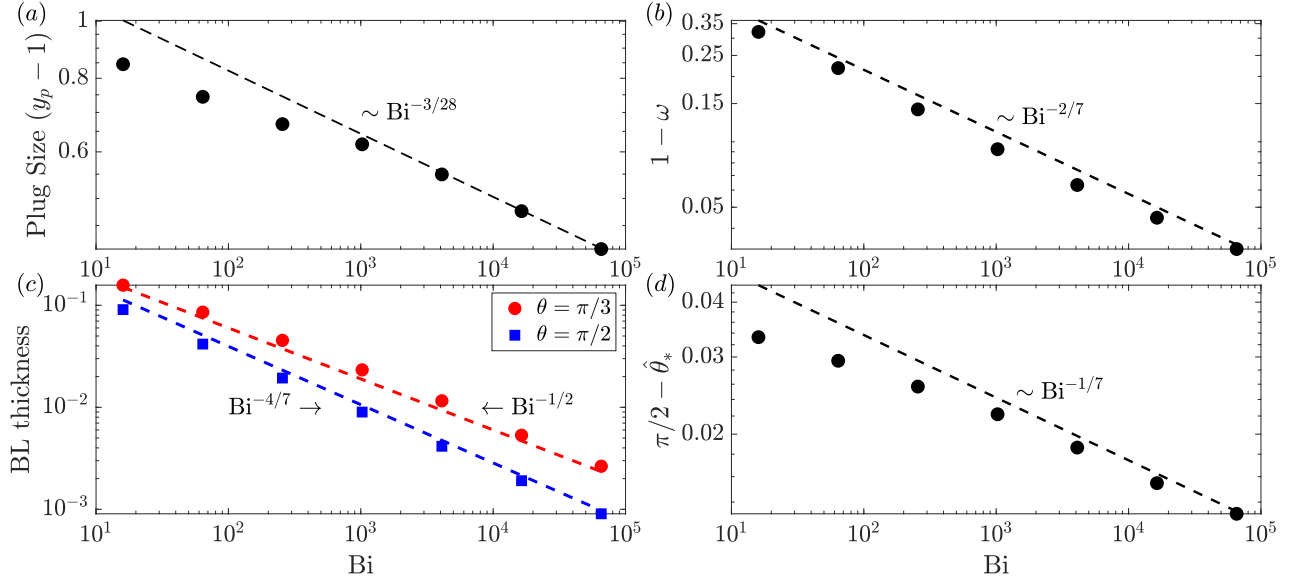 (a)
Plug Size (y_p − 1)
1
0.8
0.6
∼ Bi^{−3/28}
10^1 10^2 10^3 10^4 10^5
(b)
1 − ω
0.35
0.25
0.15
0.05
∼ Bi^{−2/7}
10^1 10^2 10^3 10^4 10^5
(c)
BL thickness
10^{−1}
10^{−2}
10^{−3}
θ = π/3
θ = π/2
Bi^{−4/7} →
← Bi^{−1/2}
10^1 10^2 10^3 10^4 10^5
Bi
(d)
π/2 − θ̂_*
0.04
0.03
0.02
∼ Bi^{−1/7}
10^1 10^2 10^3 10^4 10^5
Bi